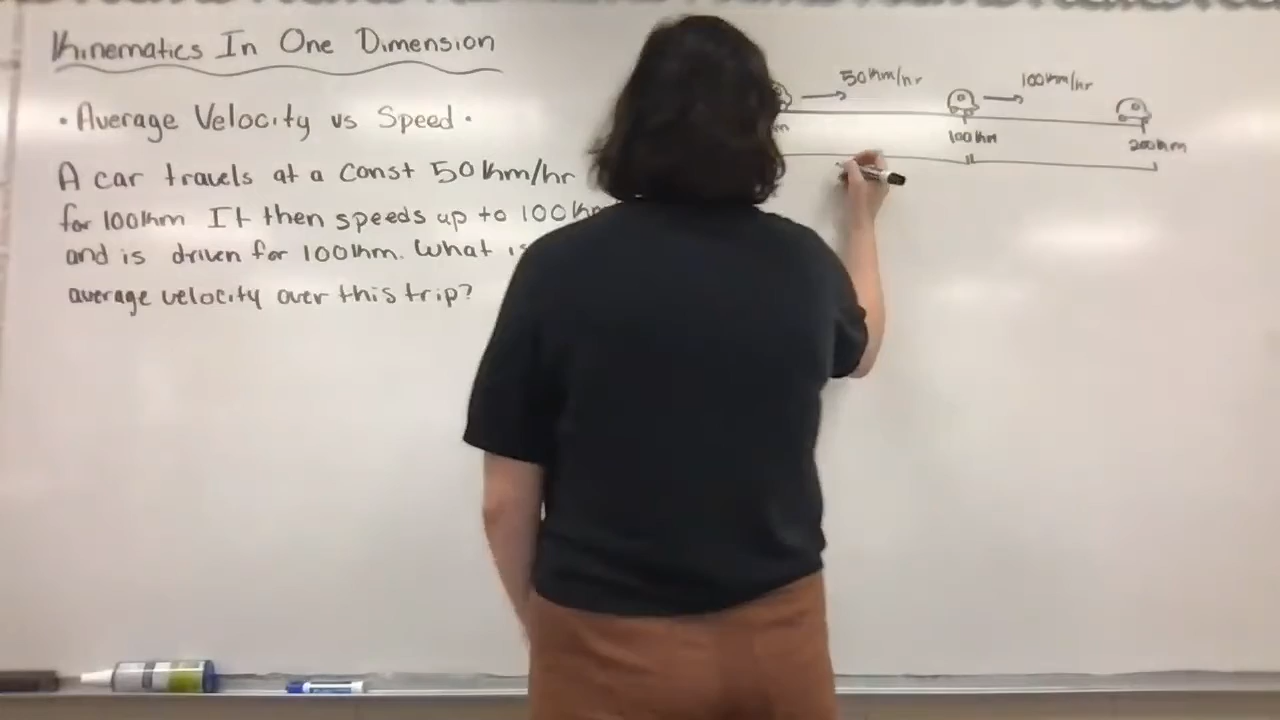 Kinematics In One Dimension
• Average Velocity vs Speed •
A car travels at a const 50km/hr
for 100km It then speeds up to 100
and is driven for 100km. What
average velocity over this trip?
50km/hr
100km/hr
100km
200km